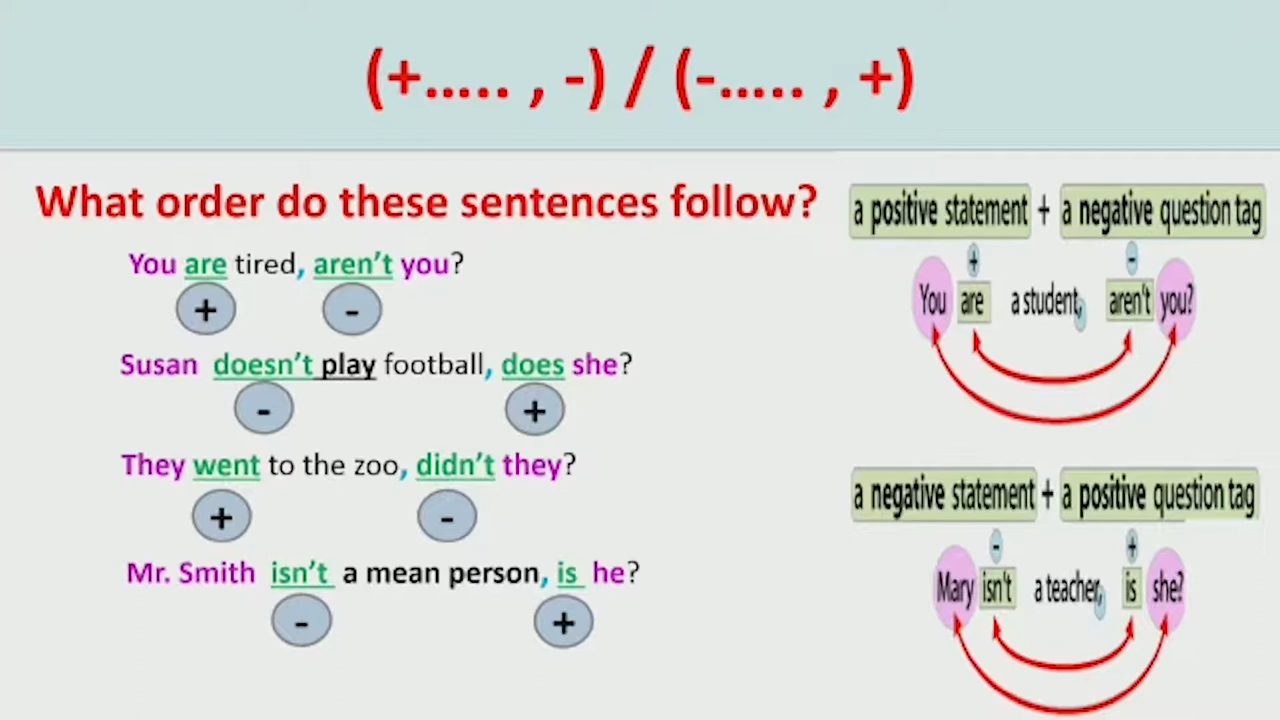 (+..... , -) / (-..... , +)
What order do these sentences follow?
You are tired, aren't you?
+ -
Susan doesn't play football, does she?
- +
They went to the zoo, didn't they?
+ -
Mr. Smith isn't a mean person, is he?
- +
a positive statement + a negative question tag
+ -
You are a student, aren't you?
a negative statement + a positive question tag
- +
Mary isn't a teacher, is she?